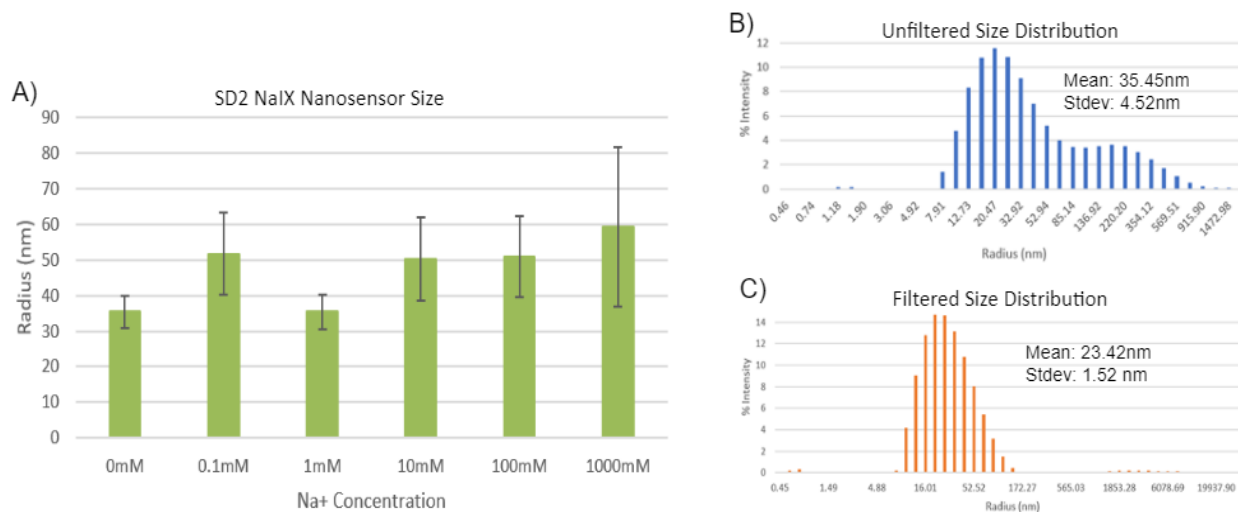 A)
SD2 NaIX Nanosensor Size
90
80
70
60
50
40
30
20
10
0
Radius (nm)
0mM 0.1mM 1mM 10mM 100mM 1000mM
Na+ Concentration
B)
Unfiltered Size Distribution
Mean: 35.45nm
Stdev: 4.52nm
12
10
8
6
4
2
0
% Intensity
0.46 0.74 1.18 1.90 3.06 4.92 7.91 12.73 20.47 32.92 52.94 85.14 136.92 220.20 354.12 569.51 915.90 1472.98
Radius (nm)
C)
Filtered Size Distribution
Mean: 23.42nm
Stdev: 1.52 nm
14
12
10
8
6
4
2
0
% Intensity
0.45 1.49 4.88 16.01 52.52 172.27 565.03 1853.28 6078.69 19937.90
Radius (nm)